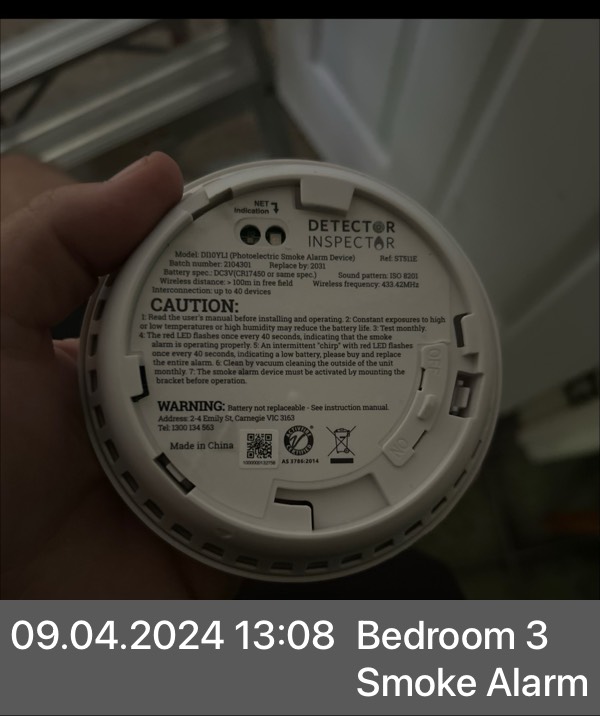 NET
indication
DETECTOR
INSPECTOR
Model: DI10YLI (Photoelectric Smoke Alarm Device) Ref: ST911E
Batch number: 2104301 Replace by: 2031
Battery spec.: DC3V(CR17450 or same spec.) Sound pattern: ISO 8201
Wireless distance: > 100m in free field Wireless frequency: 433.42MHz
Interconnection: up to 40 devices
CAUTION:
1: Read the user's manual before installing and operating. 2: Constant exposures to high
or low temperatures or high humidity may reduce the battery life. 3: Test monthly.
4: The red LED flashes once every 40 seconds, indicating that the smoke
alarm is operating properly. 5: An intermittent "chirp" with red LED flashes
once every 40 seconds, indicating a low battery, please buy and replace
the entire alarm. 6: Clean by vacuum cleaning the outside of the unit
monthly. 7: The smoke alarm device must be activated by mounting the
bracket before operation.
OFF
ON
WARNING: Battery not replaceable - See instruction manual.
Address: 2-4 Emily St, Carnegie VIC 3163
Tel: 1300 134 563
Made in China
AS 3786:2014
09.04.2024 13:08 Bedroom 3
Smoke Alarm